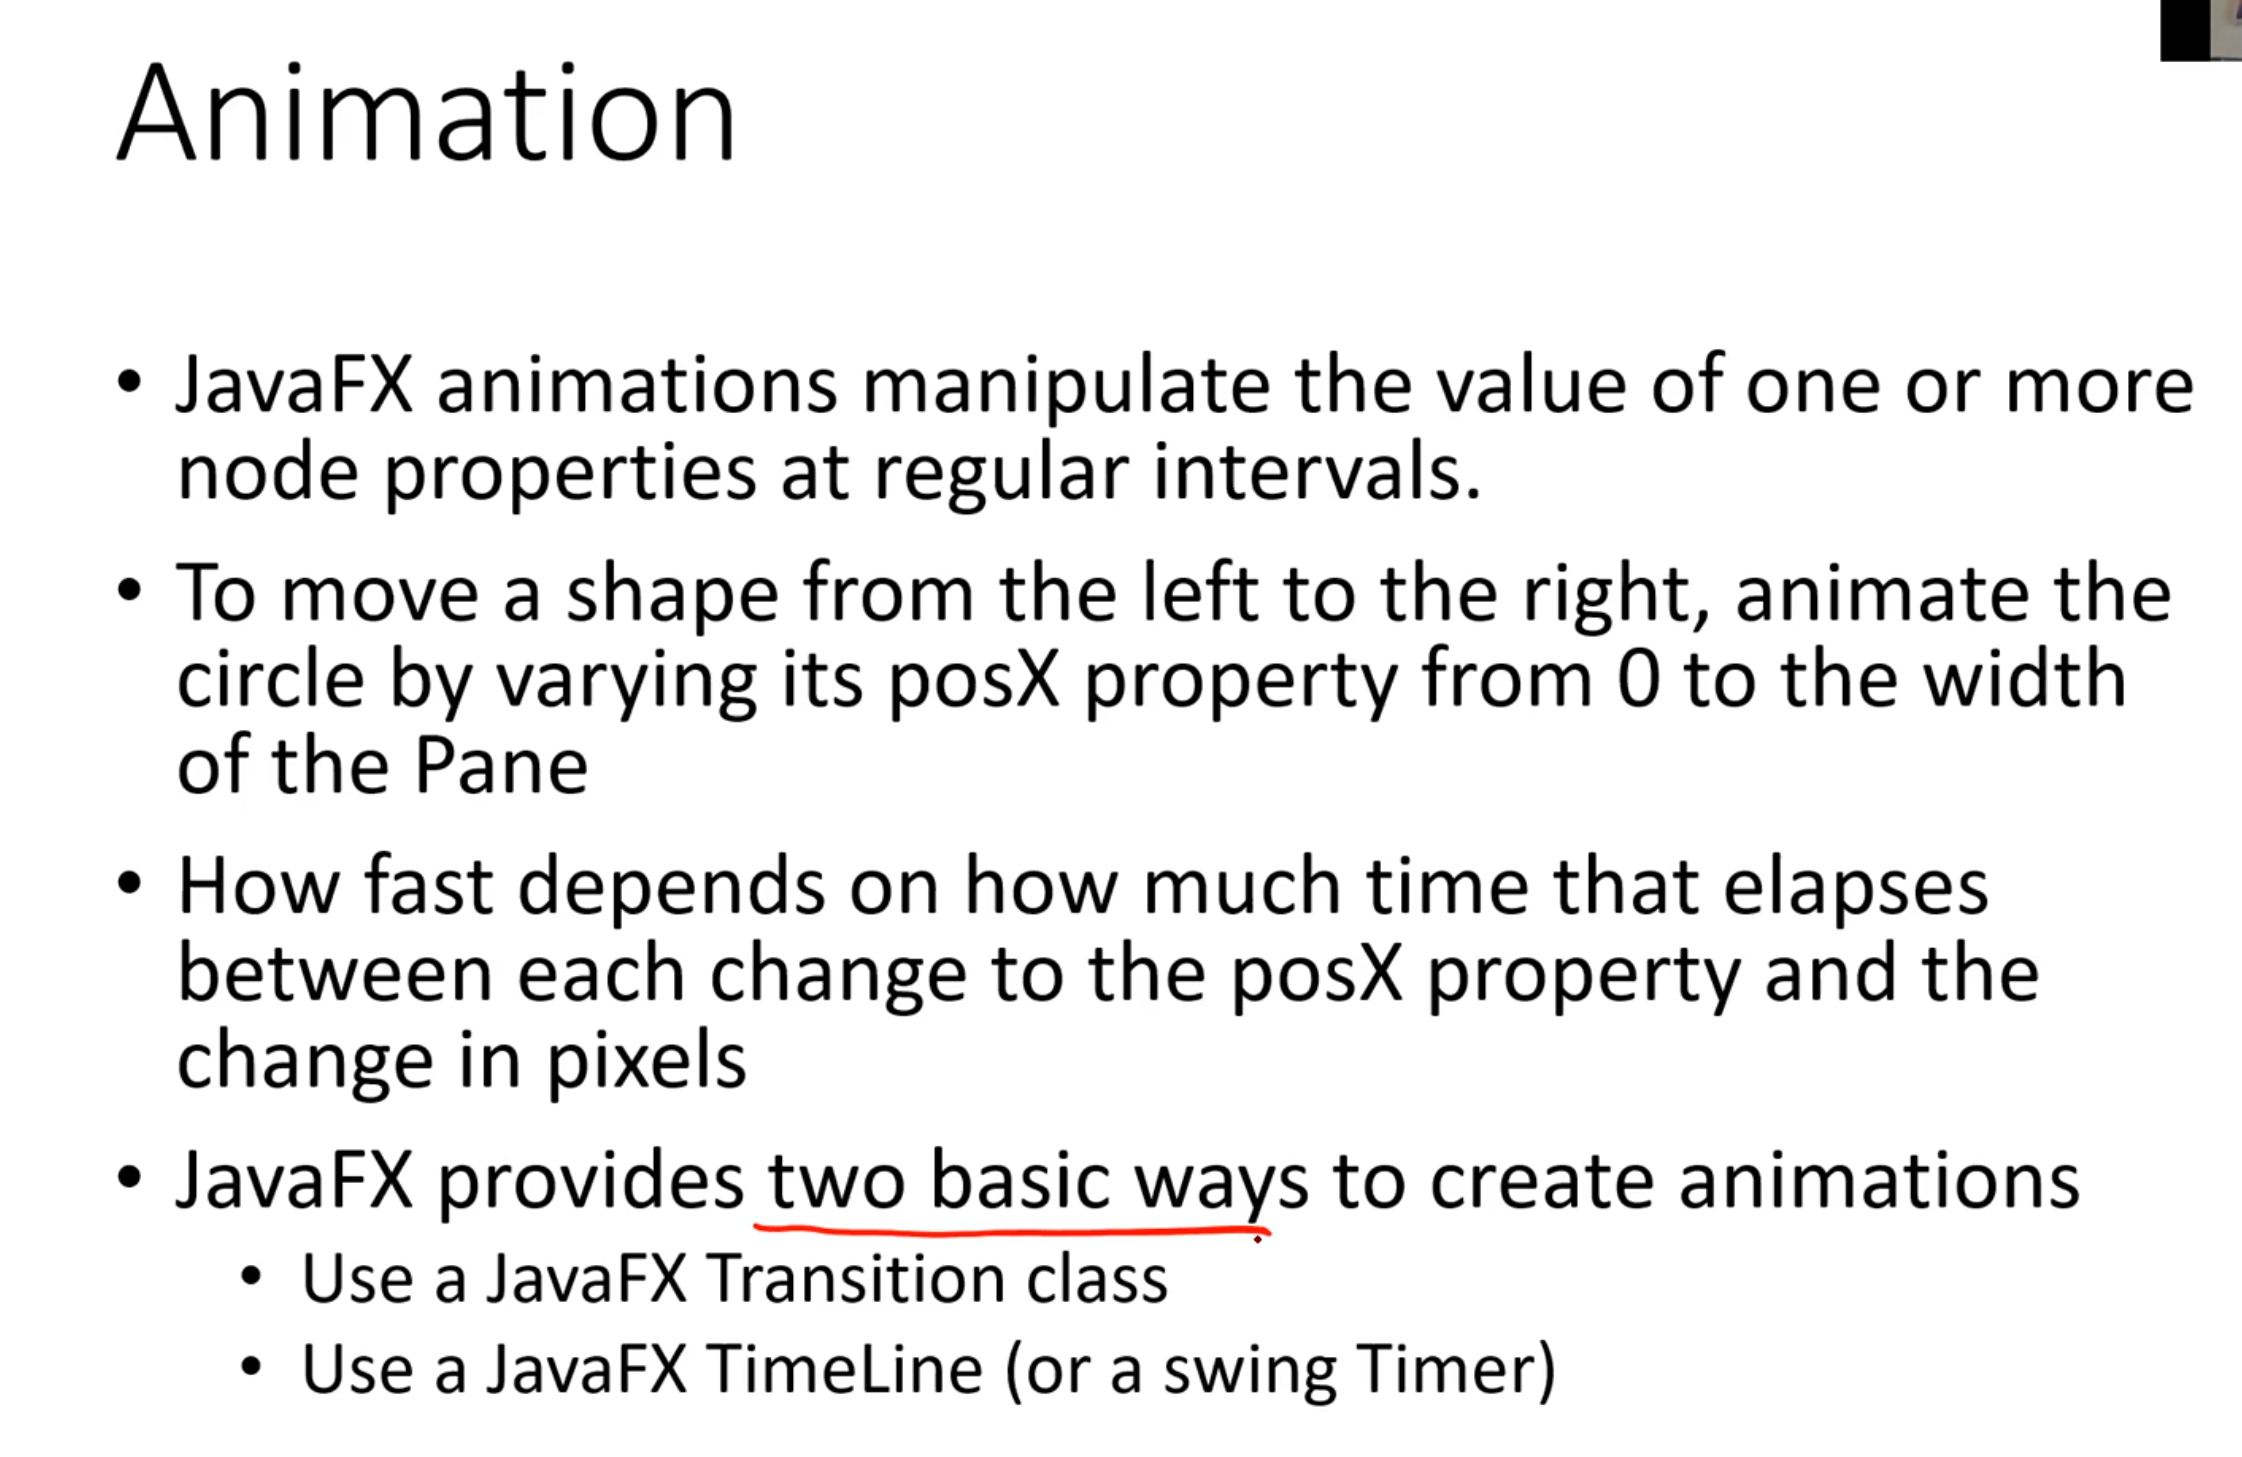 Animation
• JavaFX animations manipulate the value of one or more
node properties at regular intervals.
• To move a shape from the left to the right, animate the
circle by varying its posX property from 0 to the width
of the Pane
• How fast depends on how much time that elapses
between each change to the posX property and the
change in pixels
• JavaFX provides two basic ways to create animations
• Use a JavaFX Transition class
• Use a JavaFX TimeLine (or a swing Timer)